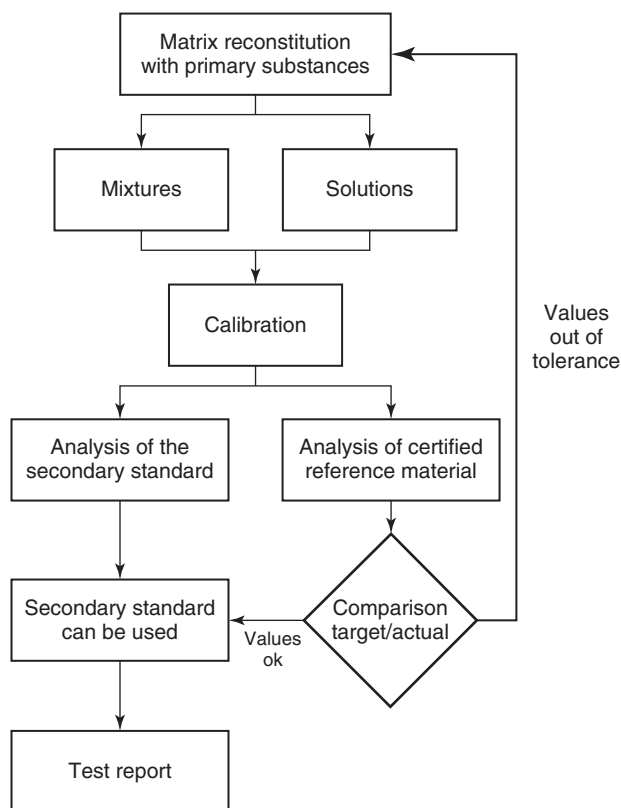 Matrix reconstitution
with primary substances
Mixtures
Solutions
Calibration
Values
out of
tolerance
Analysis of the
secondary standard
Analysis of certified
reference material
Secondary standard
can be used
Values
ok
Comparison
target/actual
Test report